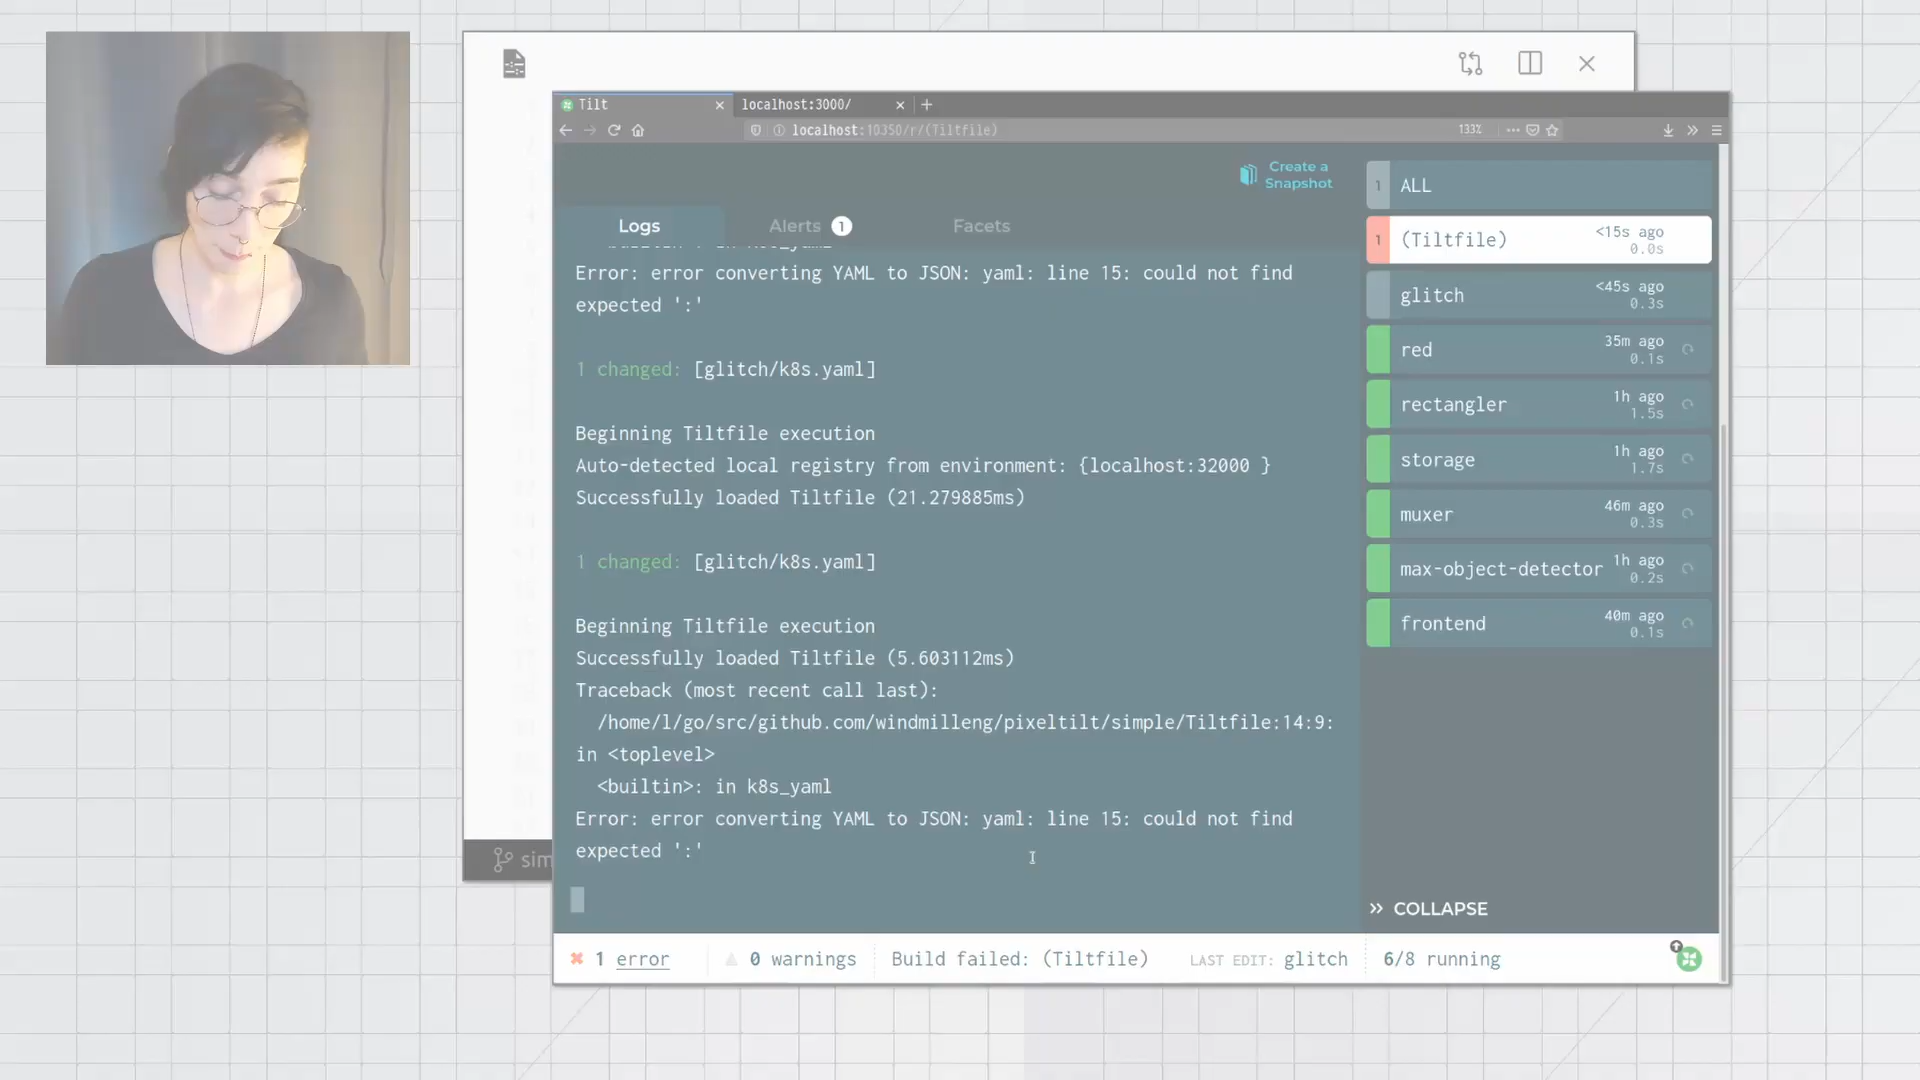 Tilt
localhost:3000/
localhost:10350/r/(Tiltfile)
133%
Create a
Snapshot
Logs
Alerts 1
Facets
Error: error converting YAML to JSON: yaml: line 15: could not find
expected ':'
1 changed: [glitch/k8s.yaml]
Beginning Tiltfile execution
Auto-detected local registry from environment: {localhost:32000 }
Successfully loaded Tiltfile (21.279885ms)
1 changed: [glitch/k8s.yaml]
Beginning Tiltfile execution
Successfully loaded Tiltfile (5.603112ms)
Traceback (most recent call last):
/home/l/go/src/github.com/windmilleng/pixeltilt/simple/Tiltfile:14:9:
in <toplevel>
<builtin>: in k8s_yaml
Error: error converting YAML to JSON: yaml: line 15: could not find
expected ':'
1 ALL
1 (Tiltfile) <15s ago
0.0s
glitch <45s ago
0.3s
red 35m ago
0.1s
rectangler 1h ago
1.5s
storage 1h ago
1.7s
muxer 46m ago
0.3s
max-object-detector 1h ago
0.2s
frontend 40m ago
0.1s
COLLAPSE
sim
1 error
0 warnings
Build failed: (Tiltfile)
LAST EDIT: glitch
6/8 running